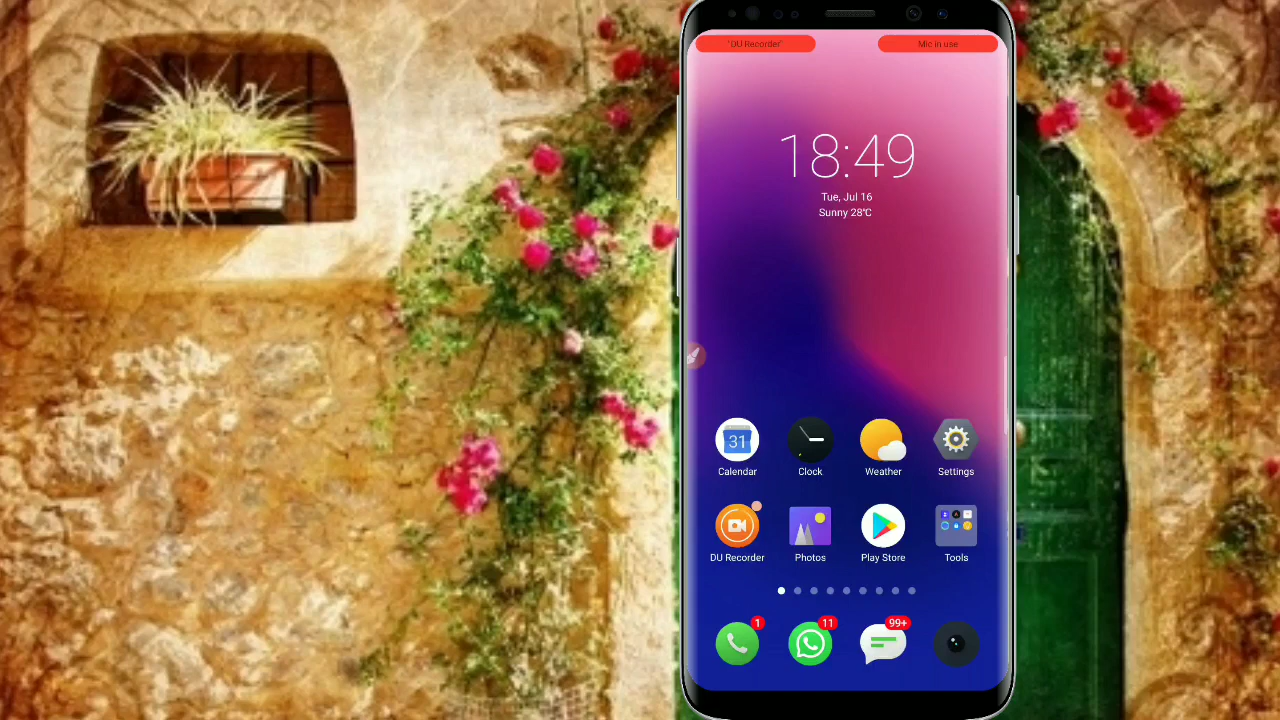 'DU Recorder' Mic in use
18:49
Tue, Jul 16
Sunny 28℃
31
Calendar Clock Weather Settings
DU Recorder Photos Play Store Tools
1 11 99+